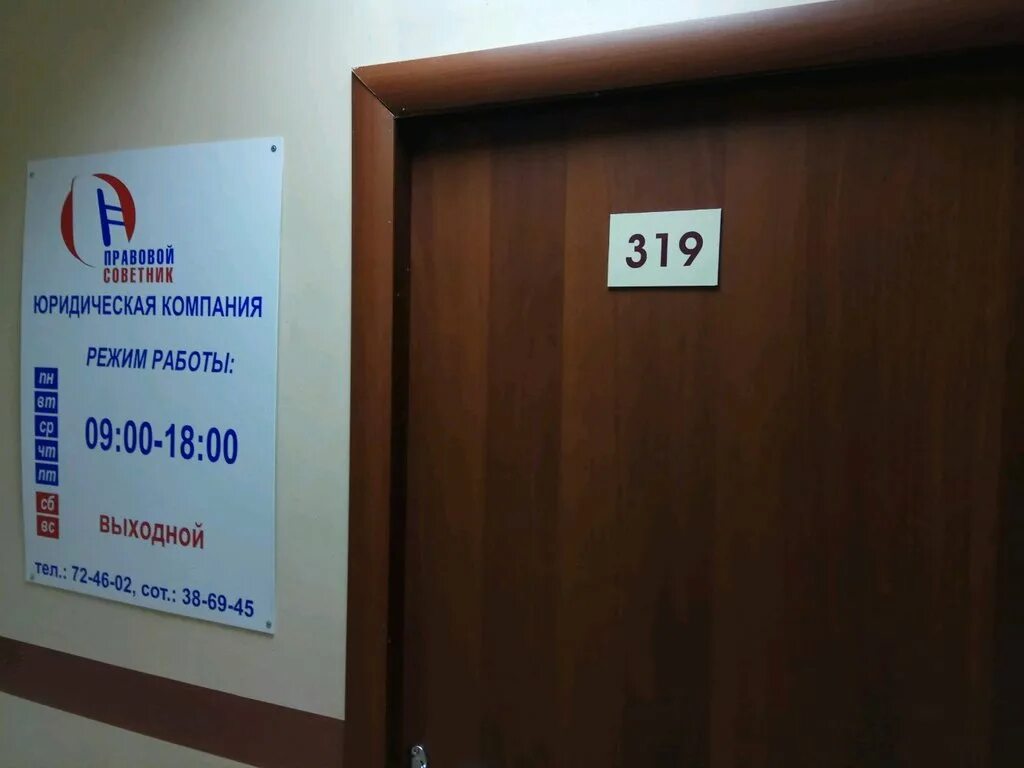 ПРАВОВОЙ
СОВЕТНИК
ЮРИДИЧЕСКАЯ КОМПАНИЯ
РЕЖИМ РАБОТЫ:
пн
вт
ср
чт
пт
09:00-18:00
сб
вс
ВЫХОДНОЙ
тел.: 72-46-02, сот.: 38-69-45
319